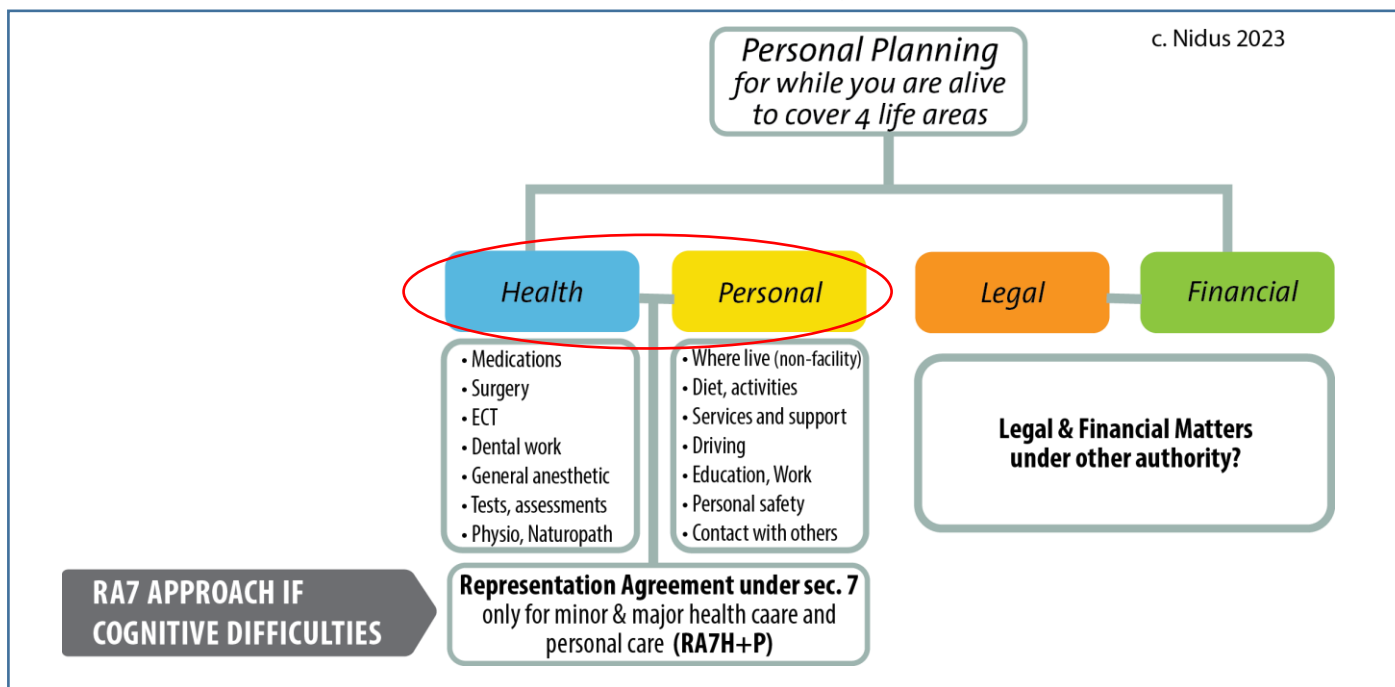 Personal Planning
for while you are alive
to cover 4 life areas
c. Nidus 2023
Health
Personal
Legal
Financial
• Medications
• Surgery
• ECT
• Dental work
• General anesthetic
• Tests, assessments
• Physio, Naturopath
• Where live (non-facility)
• Diet, activities
• Services and support
• Driving
• Education, Work
• Personal safety
• Contact with others
Legal & Financial Matters
under other authority?
RA7 APPROACH IF
COGNITIVE DIFFICULTIES
Representation Agreement under sec. 7
only for minor & major health caare and
personal care (RA7H+P)